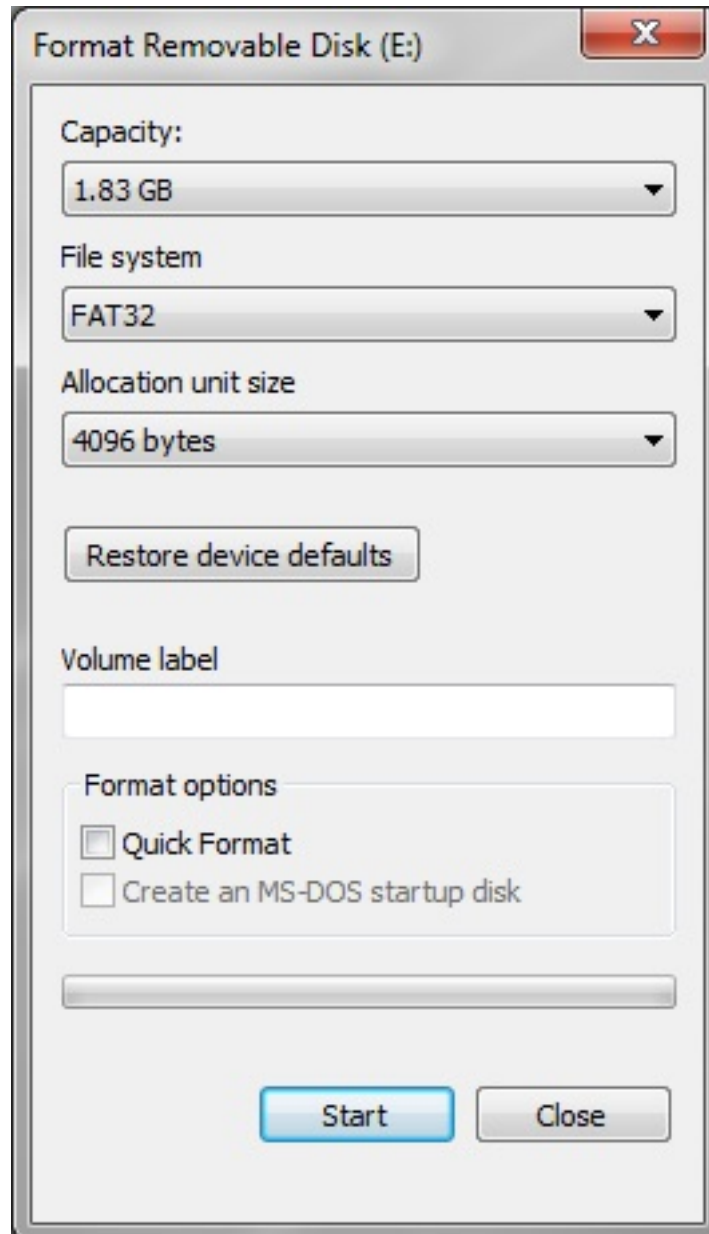 Format Removable Disk (E:)
Capacity:
1.83 GB
File system
FAT32
Allocation unit size
4096 bytes
Restore device defaults
Volume label
Format options
Quick Format
Create an MS-DOS startup disk
Start
Close